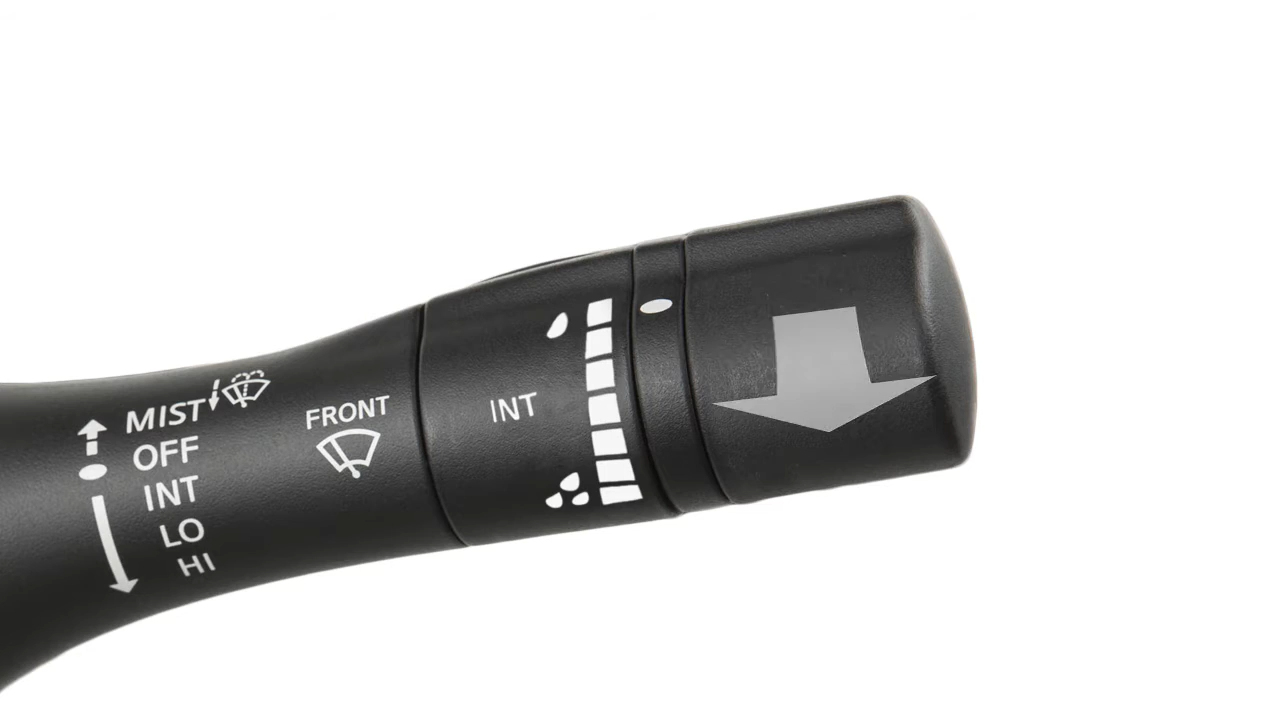 MIST
OFF
INT
LO
HI
FRONT
INT